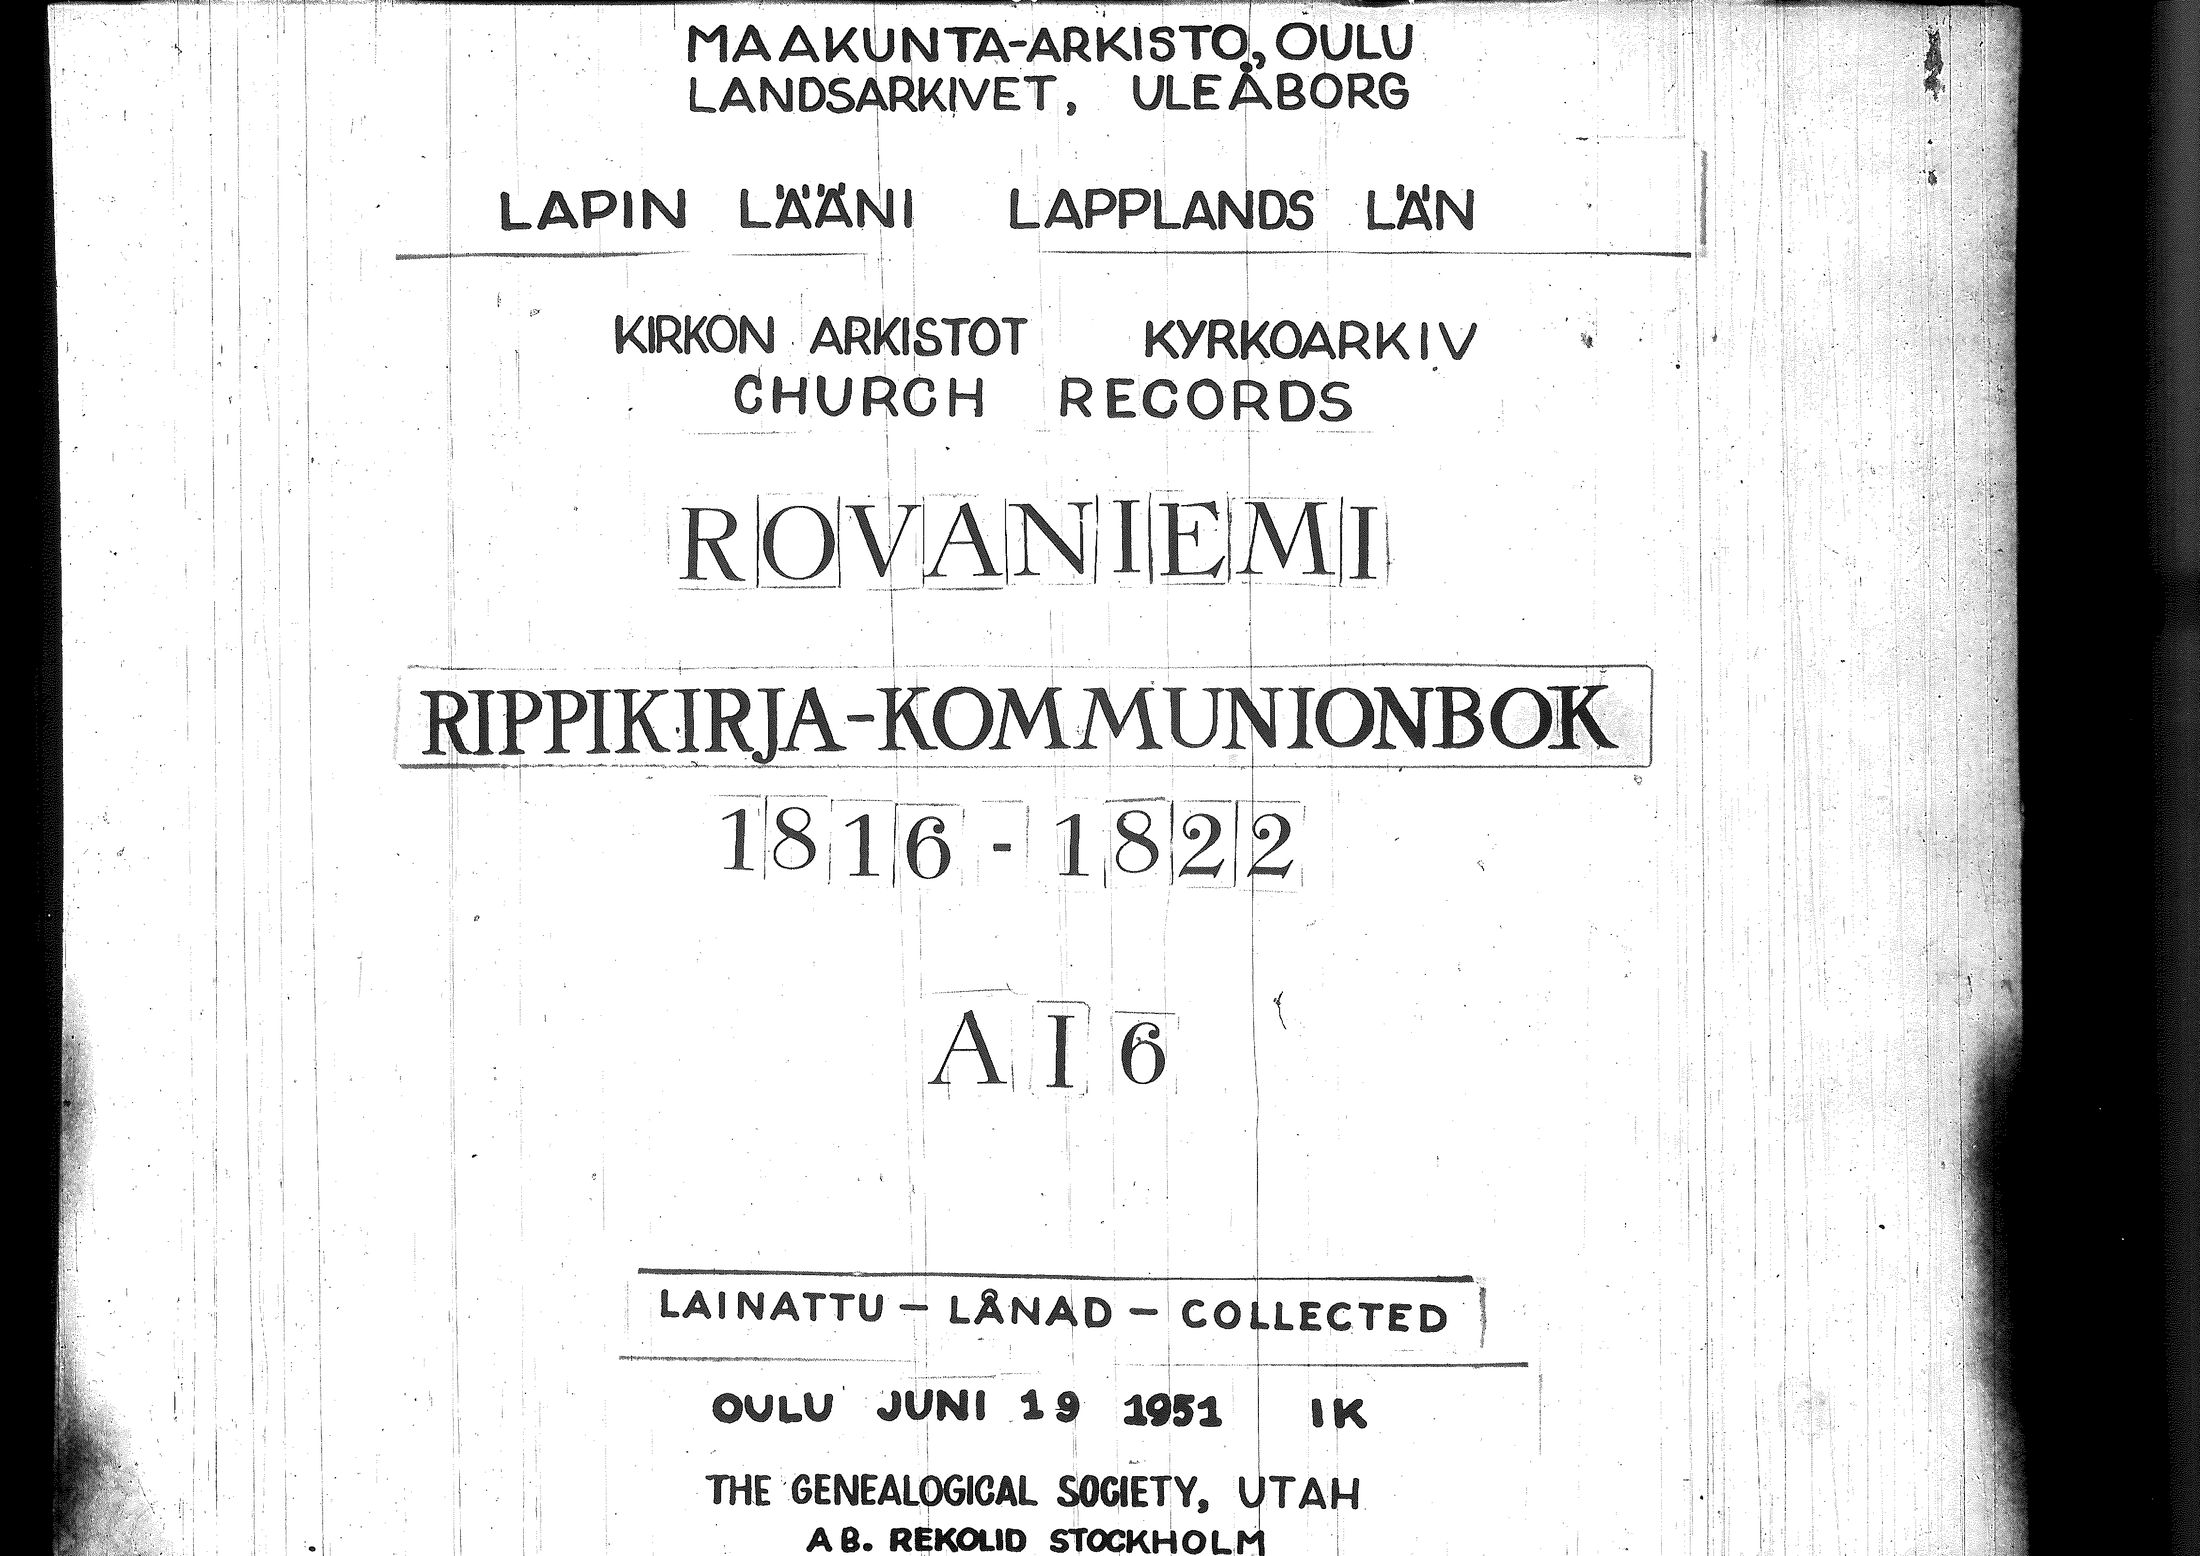 MAAKUNTA-ARKISTO, OULU
LANDSARKIVET, ULEÅBORG
LAPIN LÄÄNI LAPPLANDS LÄN
KIRKON ARKISTOT KYRKOARKIV
CHURCH RECORDS
ROVANIEMI
RIPPIKIRJA-KOMMUNIONBOK
1816-1822
A I 6
LAINATTU - LÅNAD - COLLECTED
OULU JUNI 19 1951 IK
THE GENEALOGICAL SOCIETY, UTAH
AB. REKOLID STOCKHOLM